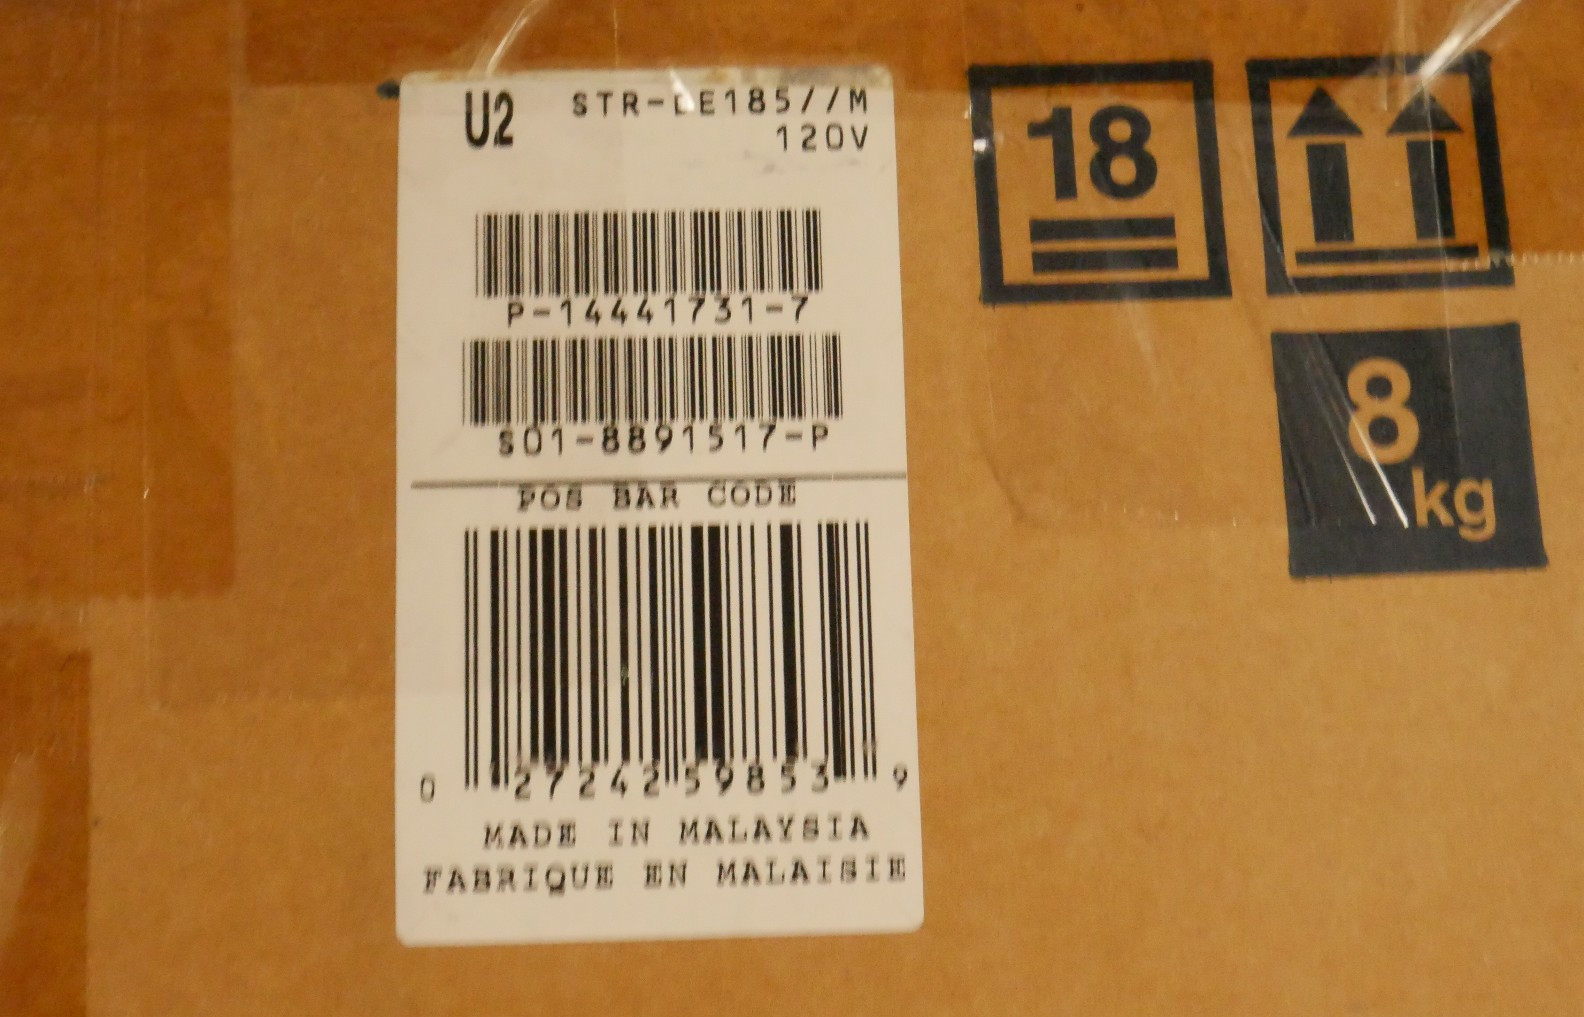 U2 STR-DE185//M
120V
P-14441731-7
S01-8891517-P
POS BAR CODE
0 27242 59853 9
MADE IN MALAYSIA
FABRIQUE EN MALAISIE
18
8
kg